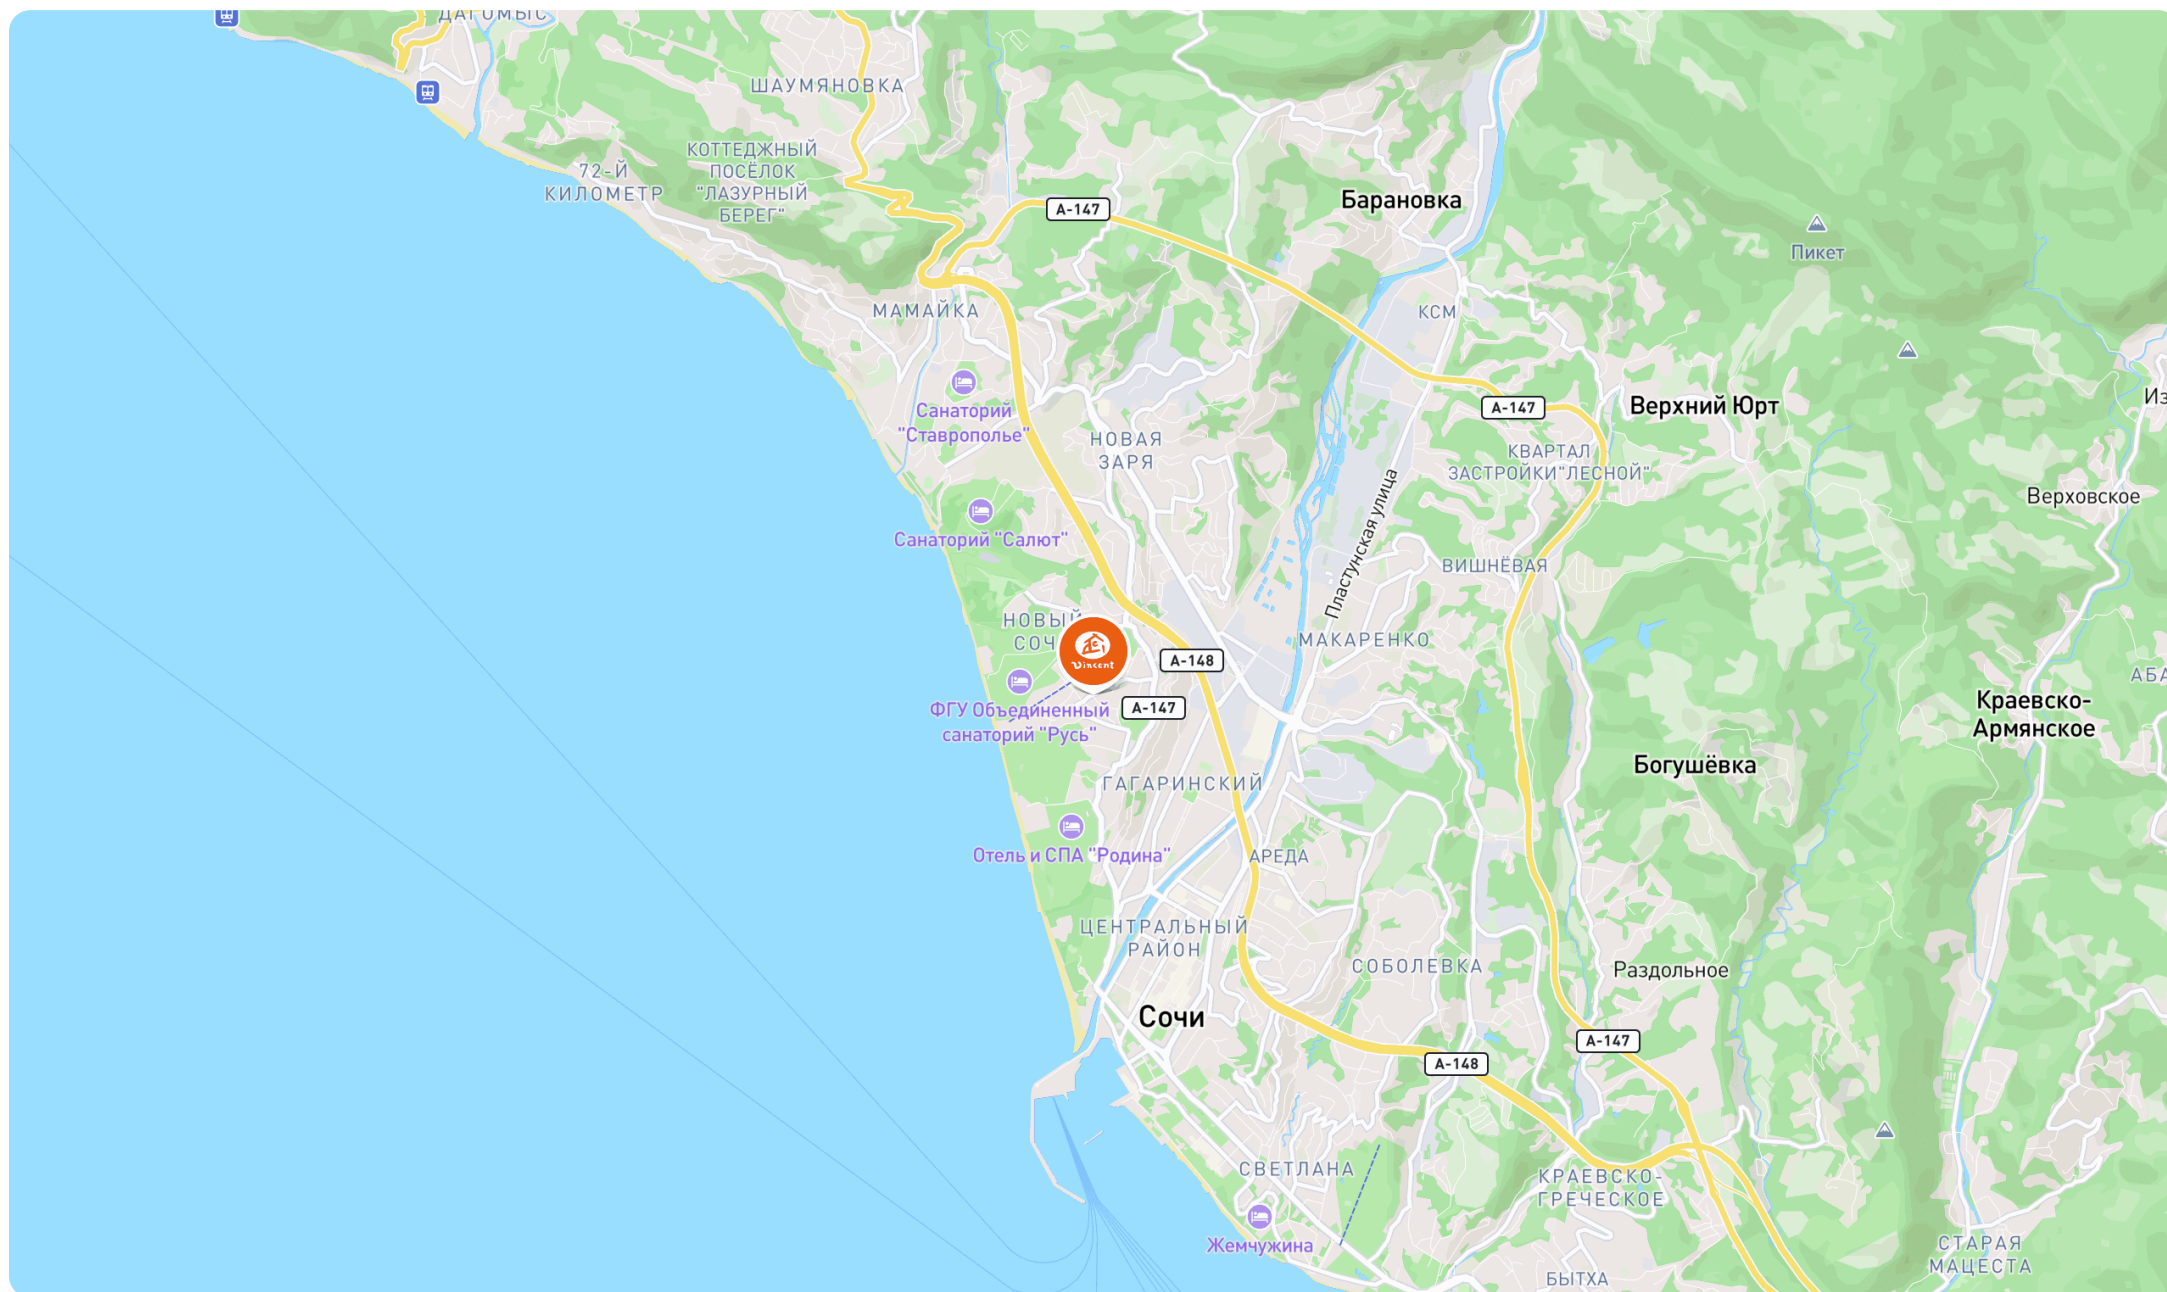 ДАГОМЫС
ШАУМЯНОВКА
КОТТЕДЖНЫЙ
ПОСЁЛОК
"ЛАЗУРНЫЙ
БЕРЕГ"
72-Й
КИЛОМЕТР
А-147
Барановка
Пикет
МАМАЙКА
КСМ
Санаторий
"Ставрополье"
НОВАЯ
ЗАРЯ
А-147
Верхний Юрт
Из
КВАРТАЛ
ЗАСТРОЙКИ"ЛЕСНОЙ"
Верховское
Пластунская улица
Санаторий "Салют"
ВИШНЁВАЯ
НОВЫЙ
СОЧ
Vincent
МАКАРЕНКО
А-148
АБА
А-147
ФГУ Объединенный
санаторий "Русь"
Краевско-
Армянское
Богушёвка
ГАГАРИНСКИЙ
Отель и СПА "Родина"
АРЕДА
ЦЕНТРАЛЬНЫЙ
РАЙОН
СОБОЛЕВКА
Раздольное
Сочи
А-147
А-148
СВЕТЛАНА
КРАЕВСКО-
ГРЕЧЕСКОЕ
Жемчужина
СТАРАЯ
МАЦЕСТА
БЫТХА